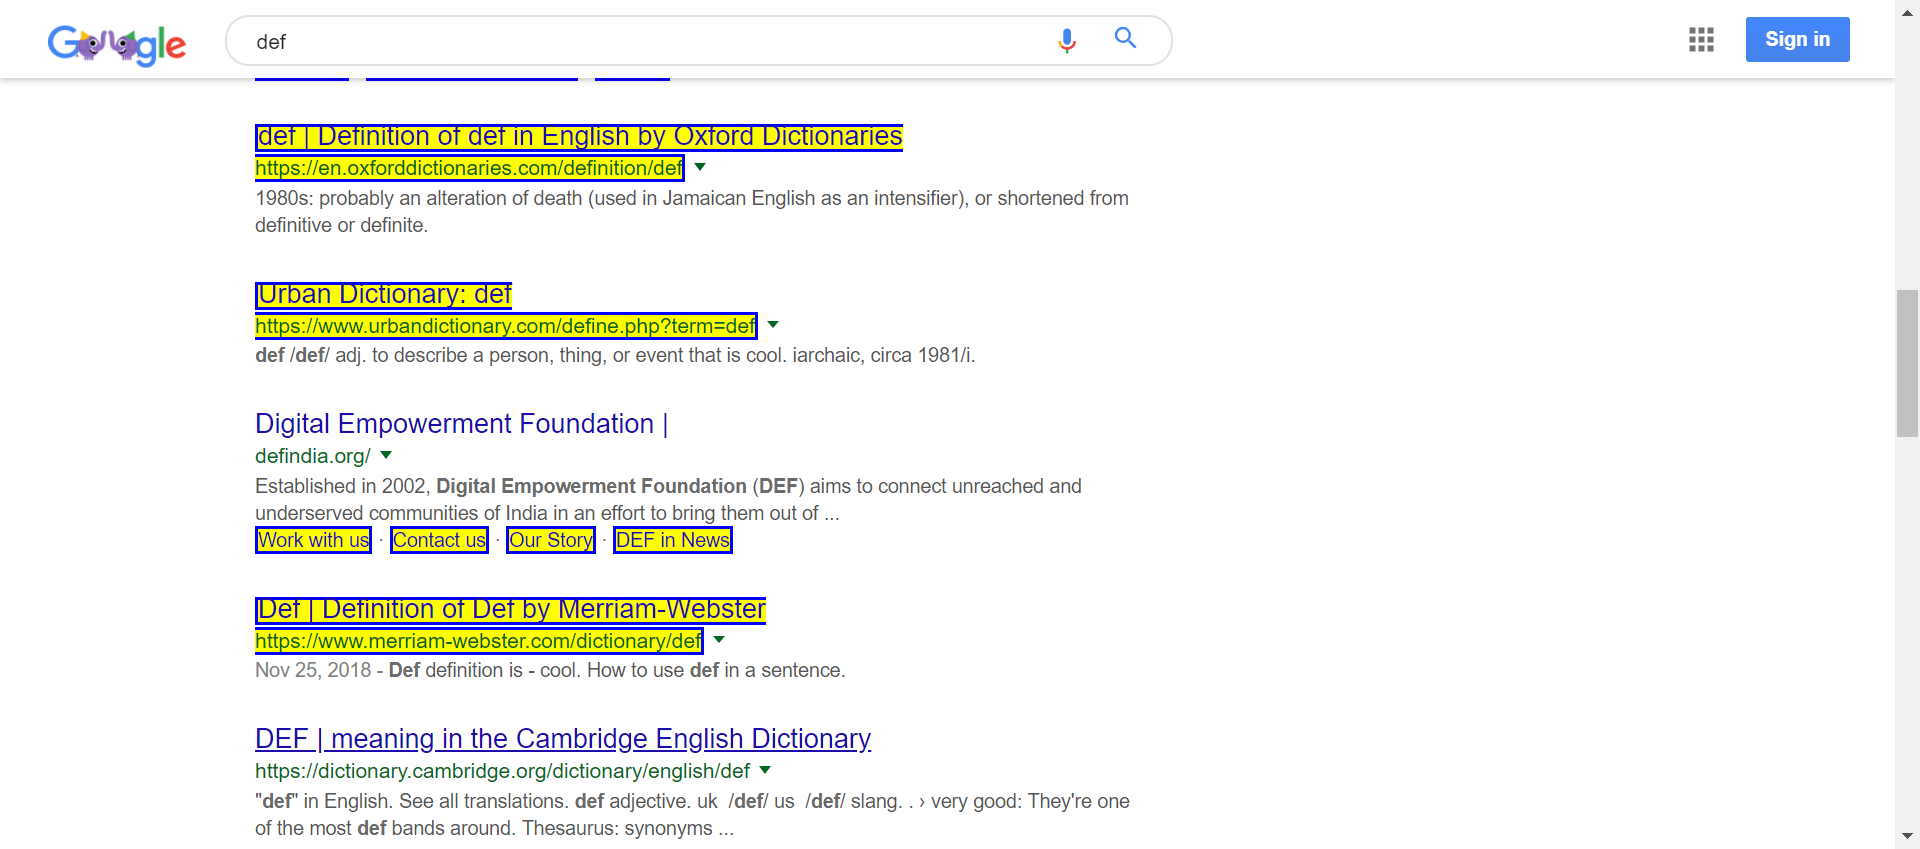 Google
def
Sign in
def | Definition of def in English by Oxford Dictionaries
https://en.oxforddictionaries.com/definition/def
1980s: probably an alteration of death (used in Jamaican English as an intensifier), or shortened from
definitive or definite.
Urban Dictionary: def
https://www.urbandictionary.com/define.php?term=def
def /def/ adj. to describe a person, thing, or event that is cool. iarchaic, circa 1981/i.
Digital Empowerment Foundation |
defindia.org/
Established in 2002, Digital Empowerment Foundation (DEF) aims to connect unreached and
underserved communities of India in an effort to bring them out of ...
Work with us · Contact us · Our Story · DEF in News
Def | Definition of Def by Merriam-Webster
https://www.merriam-webster.com/dictionary/def
Nov 25, 2018 - Def definition is - cool. How to use def in a sentence.
DEF | meaning in the Cambridge English Dictionary
https://dictionary.cambridge.org/dictionary/english/def
"def" in English. See all translations. def adjective. uk /def/ us /def/ slang. . › very good: They're one
of the most def bands around. Thesaurus: synonyms ...